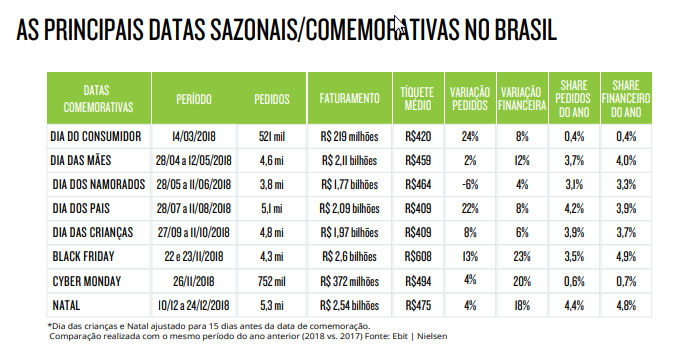 AS PRINCIPAIS DATAS SAZONAIS/COMEMORATIVAS NO BRASIL
DATAS COMEMORATIVAS PERÍODO PEDIDOS FATURAMENTO TÍQUETE MÉDIO VARIAÇÃO PEDIDOS VARIAÇÃO FINANCEIRA SHARE PEDIDOS DO ANO SHARE FINANCEIRO DO ANO
DIA DO CONSUMIDOR 14/03/2018 521 mil R$ 219 milhões R$420 24% 8% 0,4% 0,4%
DIA DAS MÃES 28/04 a 12/05/2018 4,6 mi R$ 2,11 bilhões R$459 2% 12% 3,7% 4,0%
DIA DOS NAMORADOS 28/05 a 11/06/2018 3,8 mi R$ 1,77 bilhões R$464 -6% 4% 3,1% 3,3%
DIA DOS PAIS 28/07 a 11/08/2018 5,1 mi R$ 2,09 bilhões R$409 22% 8% 4,2% 3,9%
DIA DAS CRIANÇAS 27/09 a 11/10/2018 4,8 mi R$ 1,97 bilhões R$409 8% 6% 3,9% 3,7%
BLACK FRIDAY 22 e 23/11/2018 4,3 mi R$ 2,6 bilhões R$608 13% 23% 3,5% 4,9%
CYBER MONDAY 26/11/2018 752 mil R$ 372 milhões R$494 4% 20% 0,6% 0,7%
NATAL 10/12 a 24/12/2018 5,3 mi R$ 2,54 bilhões R$475 4% 18% 4,4% 4,8%
*Dia das crianças e Natal ajustado para 15 dias antes da data de comemoração.
Comparação realizada com o mesmo período do ano anterior (2018 vs. 2017) Fonte: Ebit | Nielsen